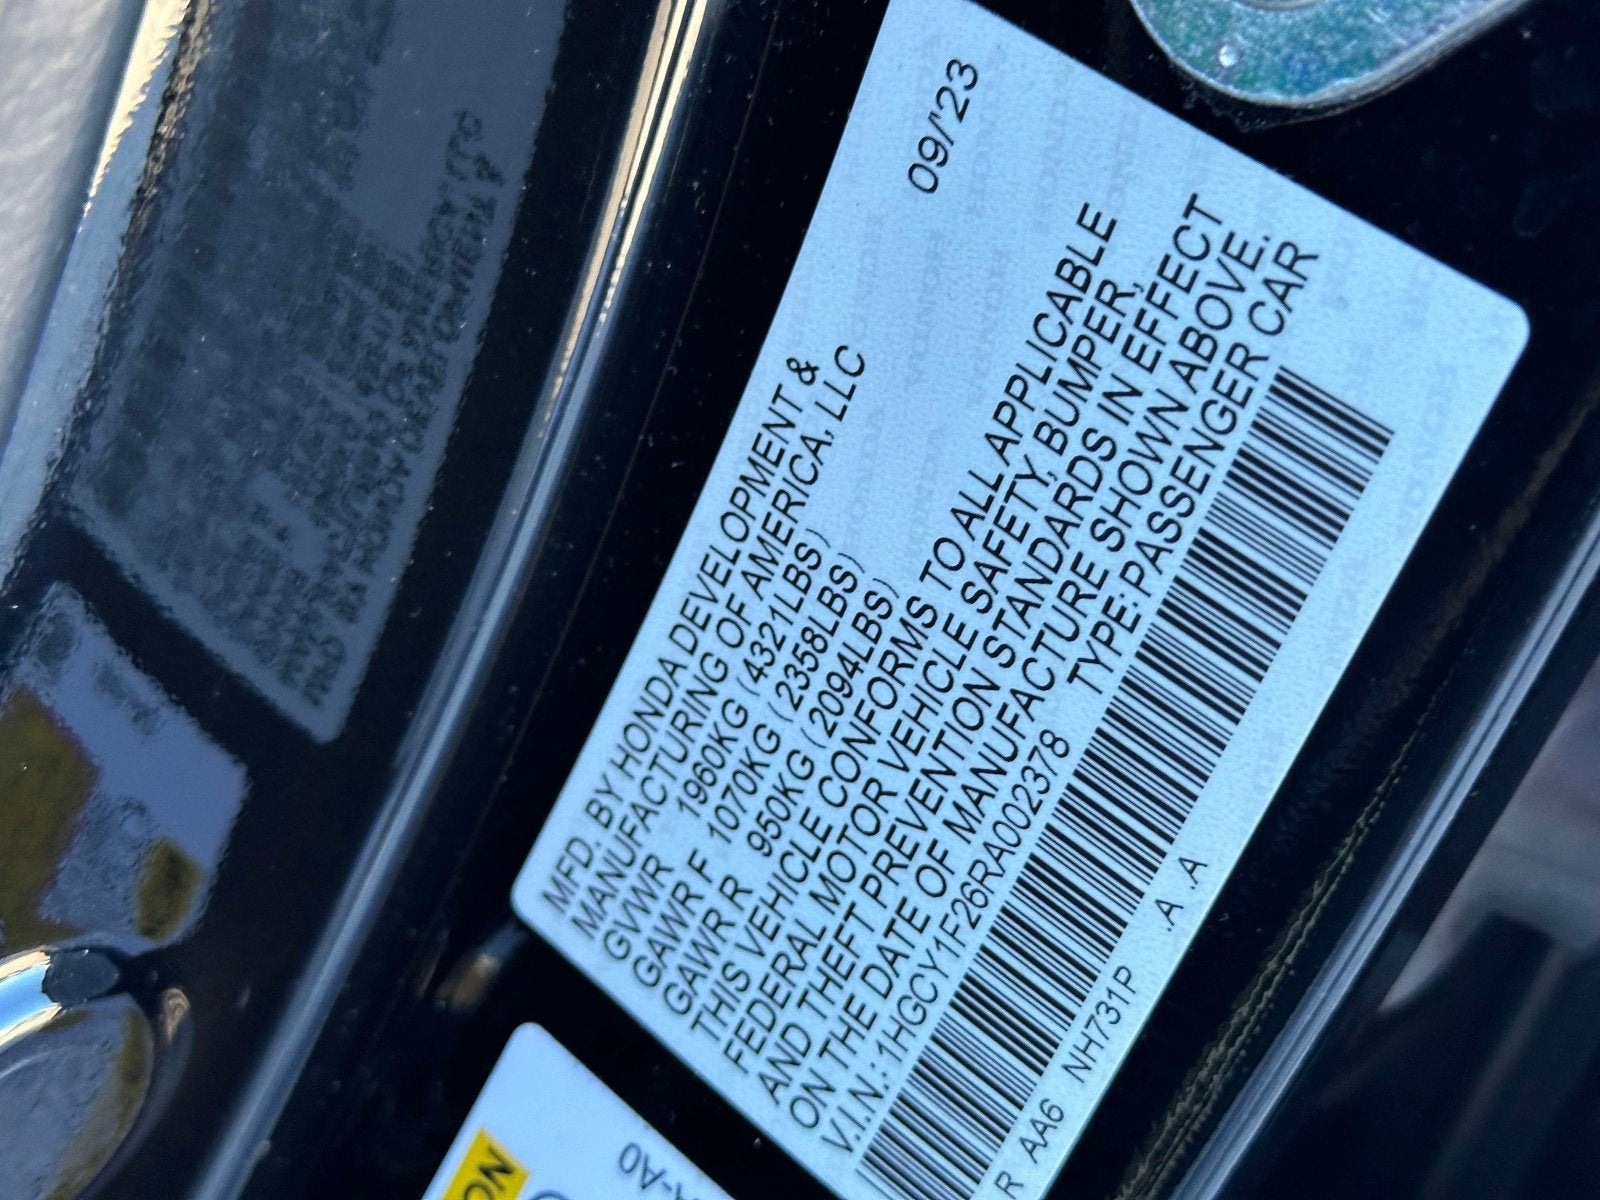 09/'23
MFD. BY HONDA DEVELOPMENT &
MANUFACTURING OF AMERICA, LLC
GVWR 1960KG (4321LBS)
GAWR F 1070KG (2358LBS)
GAWR R 950KG (2094LBS)
THIS VEHICLE CONFORMS TO ALL APPLICABLE
FEDERAL MOTOR VEHICLE SAFETY, BUMPER,
AND THEFT PREVENTION STANDARDS IN EFFECT
ON THE DATE OF MANUFACTURE SHOWN ABOVE.
V.I.N.: 1HGCY1F26RA002378 TYPE: PASSENGER CAR
R AA6 NH731P .A .A
-A0